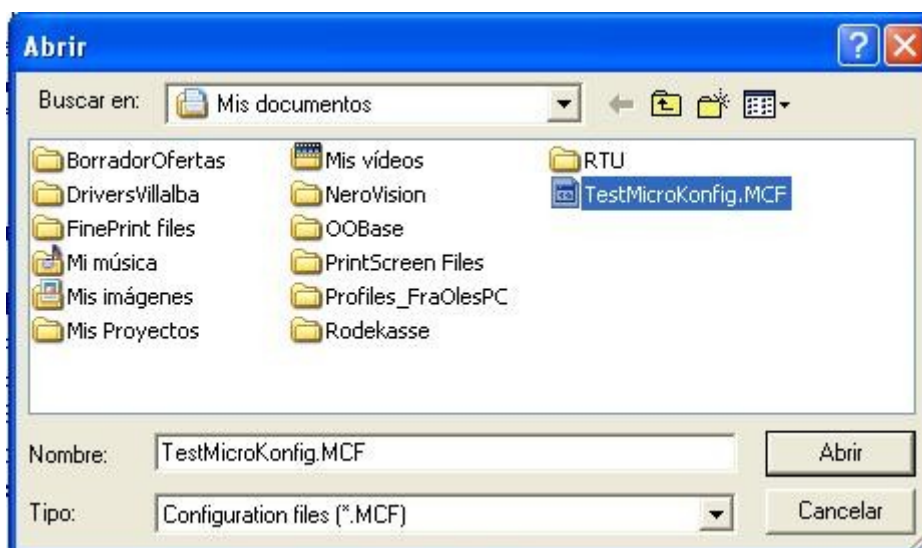 Abrir
Buscar en: Mis documentos
BorradorOfertas Mis vídeos RTU
DriversVillalba NeroVision TestMicroKonfig.MCF
FinePrint files OOBase
Mi música PrintScreen Files
Mis imágenes Profiles_FraOlesPC
Mis Proyectos Rodekasse
Nombre: TestMicroKonfig.MCF Abrir
Tipo: Configuration files (*.MCF) Cancelar